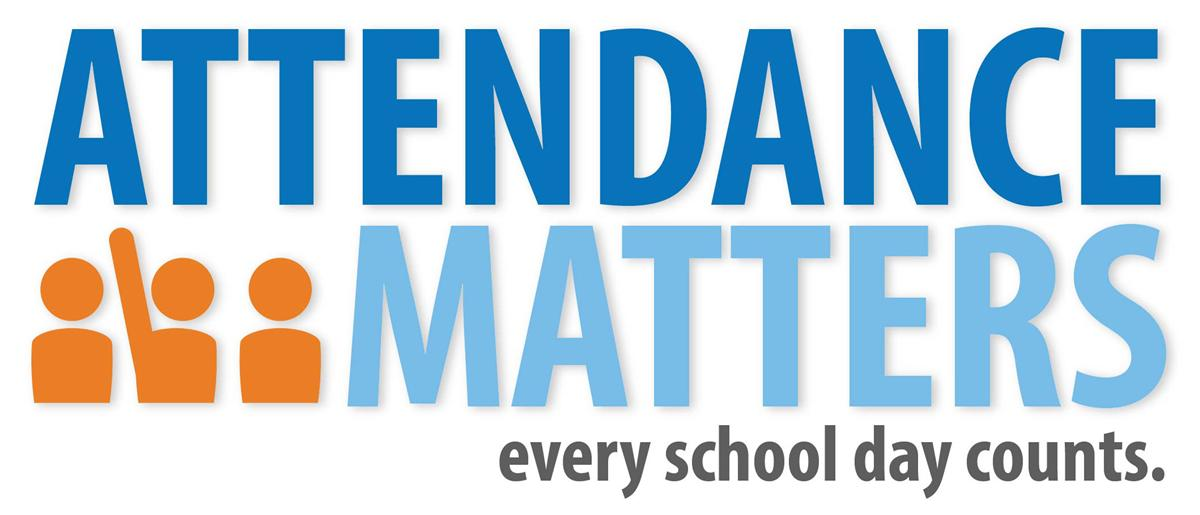 ATTENDANCE
MATTERS
every school day counts.